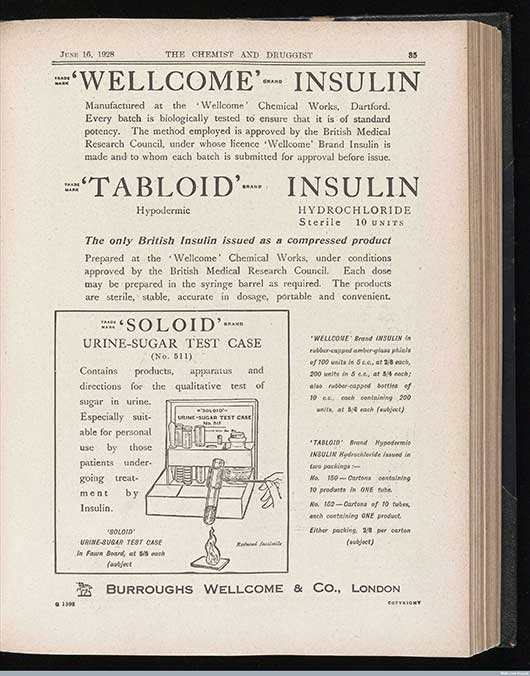 JUNE 16, 1928 THE CHEMIST AND DRUGGIST 35
TRADE MARK 'WELLCOME' BRAND INSULIN
Manufactured at the 'Wellcome' Chemical Works, Dartford.
Every batch is biologically tested to ensure that it is of standard
potency. The method employed is approved by the British Medical
Research Council, under whose licence 'Wellcome' Brand Insulin is
made and to whom each batch is submitted for approval before issue.
TRADE MARK 'TABLOID' BRAND INSULIN
Hypodermic HYDROCHLORIDE
Sterile 10 UNITS
The only British Insulin issued as a compressed product
Prepared at the 'Wellcome' Chemical Works, under conditions
approved by the British Medical Research Council. Each dose
may be prepared in the syringe barrel as required. The products
are sterile, stable, accurate in dosage, portable and convenient.
TRADE MARK 'SOLOID' BRAND
URINE-SUGAR TEST CASE
(No. 511)
Contains products, apparatus and
directions for the qualitative test of
sugar in urine.
Especially suit-
able for personal
use by those
patients under-
going treat-
ment by
Insulin.
"SOLOID"
URINE-SUGAR TEST CASE
No. 511
'SOLOID'
URINE-SUGAR TEST CASE
in Fawn Board, at 5/5 each
(subject
Reduced facsimile
'WELLCOME' Brand INSULIN in
rubber-capped amber-glass phials
of 100 units in 5 c.c., at 2/8 each,
200 units in 5 c.c., at 5/4 each;
also rubber-capped bottles of
10 c.c., each containing 200
units, at 5/4 each (subject)
'TABLOID' Brand Hypodermic
INSULIN Hydrochloride issued in
two packings :—
No. 150—Cartons containing
10 products in ONE tube.
No. 152—Cartons of 10 tubes,
each containing ONE product.
Either packing, 2/8 per carton
(subject)
BURROUGHS WELLCOME & CO., LONDON
COPYRIGHT